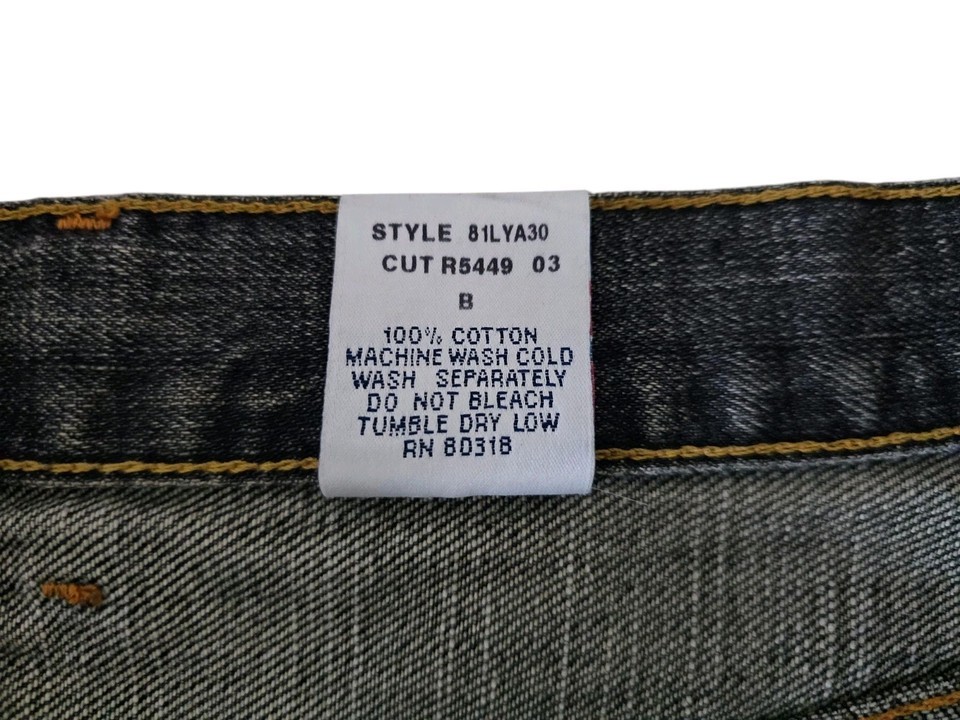 STYLE 81LYA30
CUT R5449 03
B
100% COTTON
MACHINE WASH COLD
WASH SEPARATELY
DO NOT BLEACH
TUMBLE DRY LOW
RN 80318